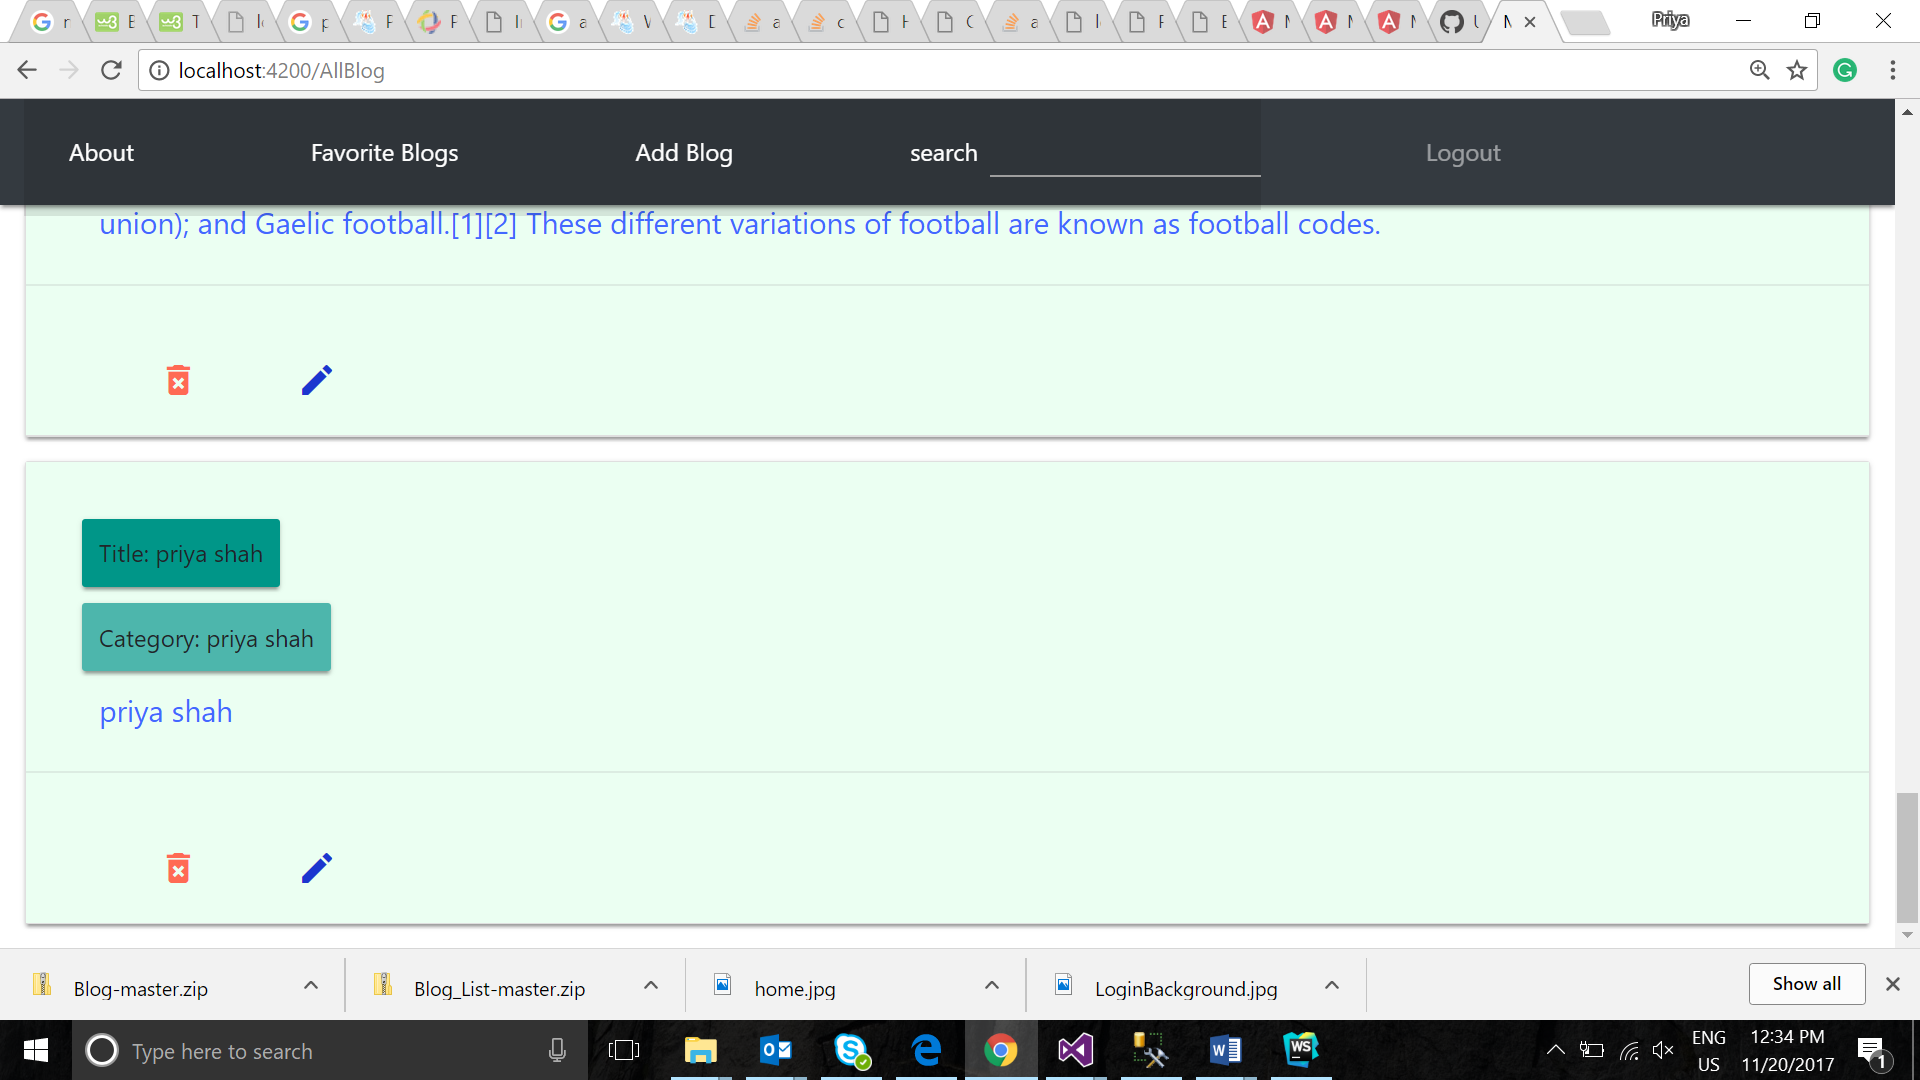 Priya
localhost:4200/AllBlog
About Favorite Blogs Add Blog search Logout
union); and Gaelic football.[1][2] These different variations of football are known as football codes.
Title: priya shah
Category: priya shah
priya shah
Blog-master.zip Blog_List-master.zip home.jpg LoginBackground.jpg Show all
Type here to search
ENG 12:34 PM
US 11/20/2017 1